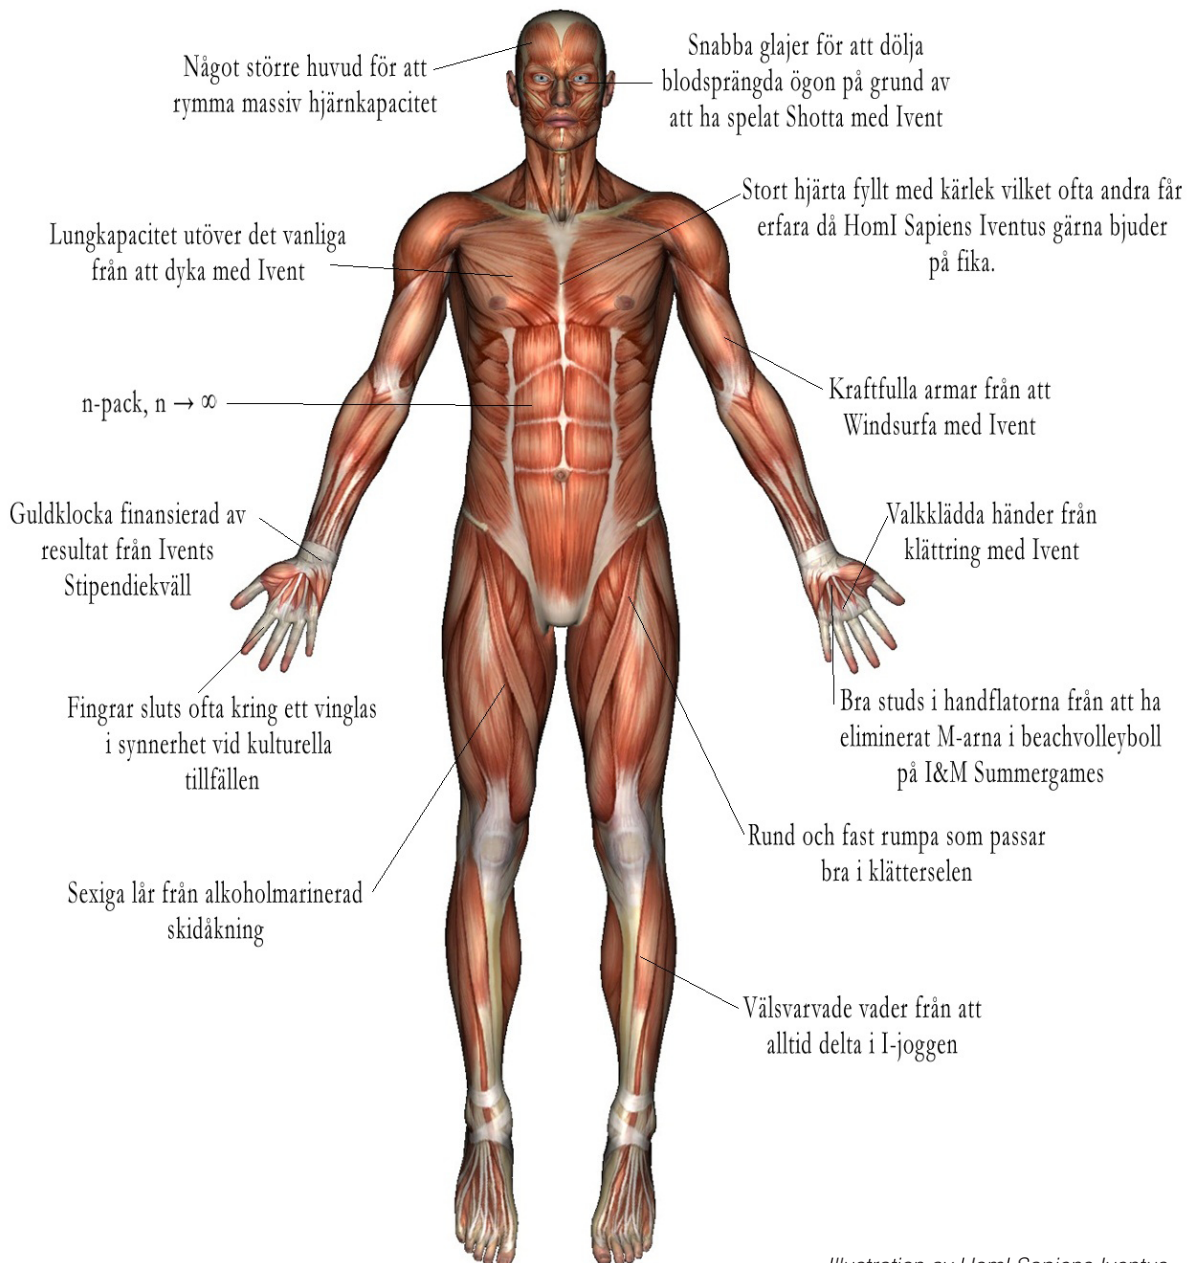 Något större huvud för att
rymma massiv hjärnkapacitet
Snabba glajer för att dölja
blodsprängda ögon på grund av
att ha spelat Shotta med Ivent
Stort hjärta fyllt med kärlek vilket ofta andra får
erfara då HomI Sapiens Iventus gärna bjuder
på fika.
Lungkapacitet utöver det vanliga
från att dyka med Ivent
Kraftfulla armar från att
Windsurfa med Ivent
n-pack, n → ∞
Guldklocka finansierad av
resultat från Ivents
Stipendiekväll
Valkklädda händer från
klättring med Ivent
Fingrar sluts ofta kring ett vinglas
i synnerhet vid kulturella
tillfällen
Bra studs i handflatorna från att ha
eliminerat M-arna i beachvolleyboll
på I&M Summergames
Rund och fast rumpa som passar
bra i klätterselen
Sexiga lår från alkoholmarinerad
skidåkning
Välsvarvade vader från att
alltid delta i I-joggen
Illustration av HomI Sapiens Iventus